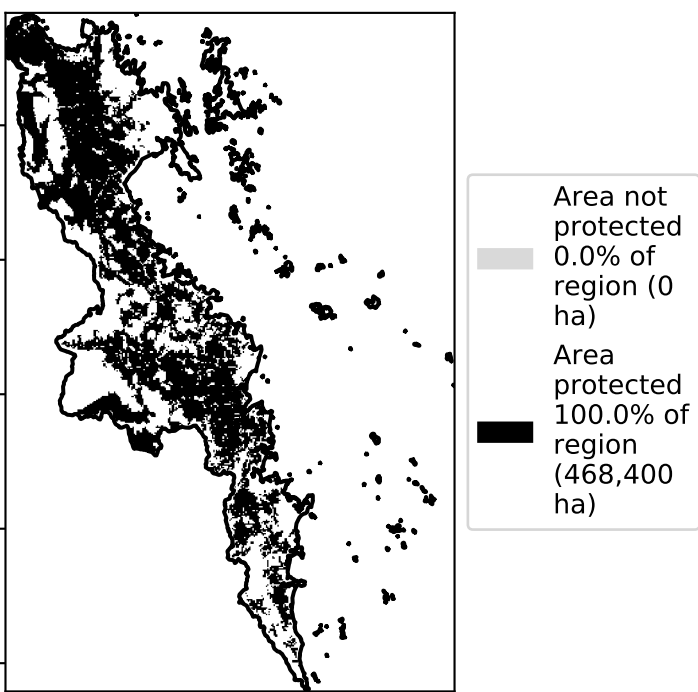 Area not
protected
0.0% of
region (0
ha)
Area
protected
100.0% of
region
(468,400
ha)